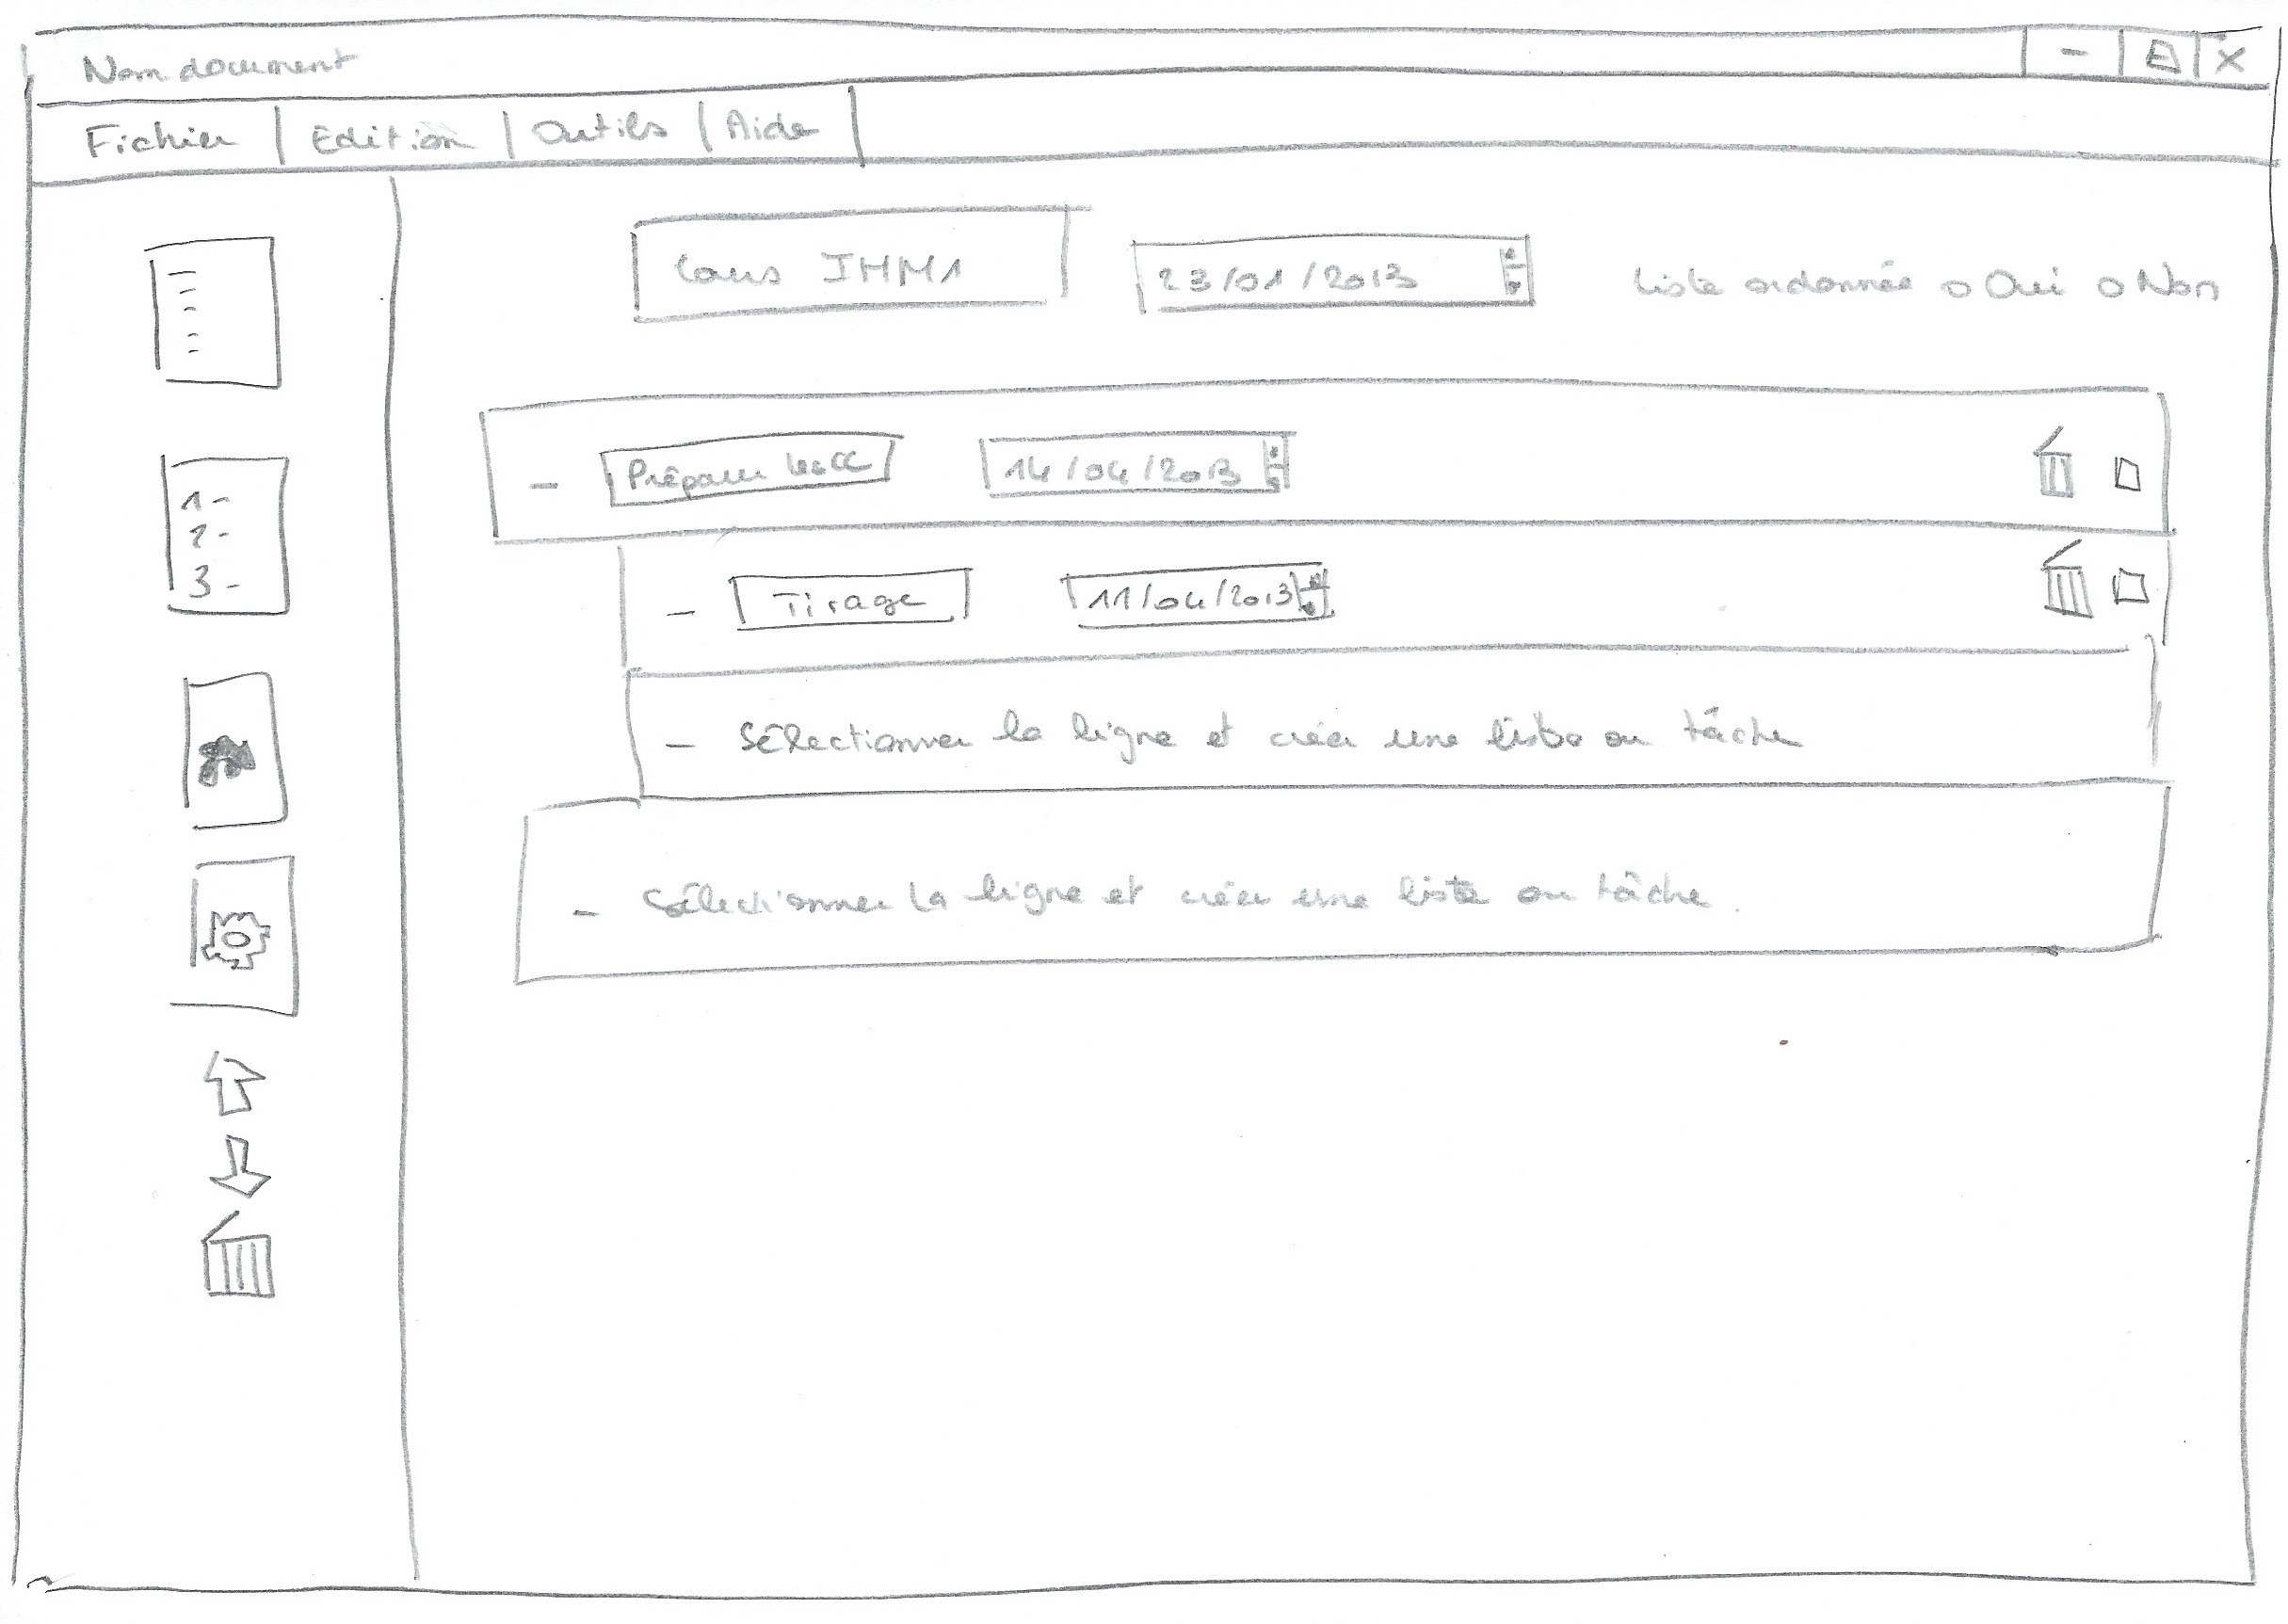 Nom document
Fichier Edition Outils Aide
Cours IHM1 23/01/2013 Liste ordonnée o Oui o Non
1-
2-
3-
- Préparer 14/04/2013
- Tirage 11/04/2013
- Sélectionner la ligne et créer une liste ou tâche
- Sélectionner la ligne et créer une liste ou tâche.